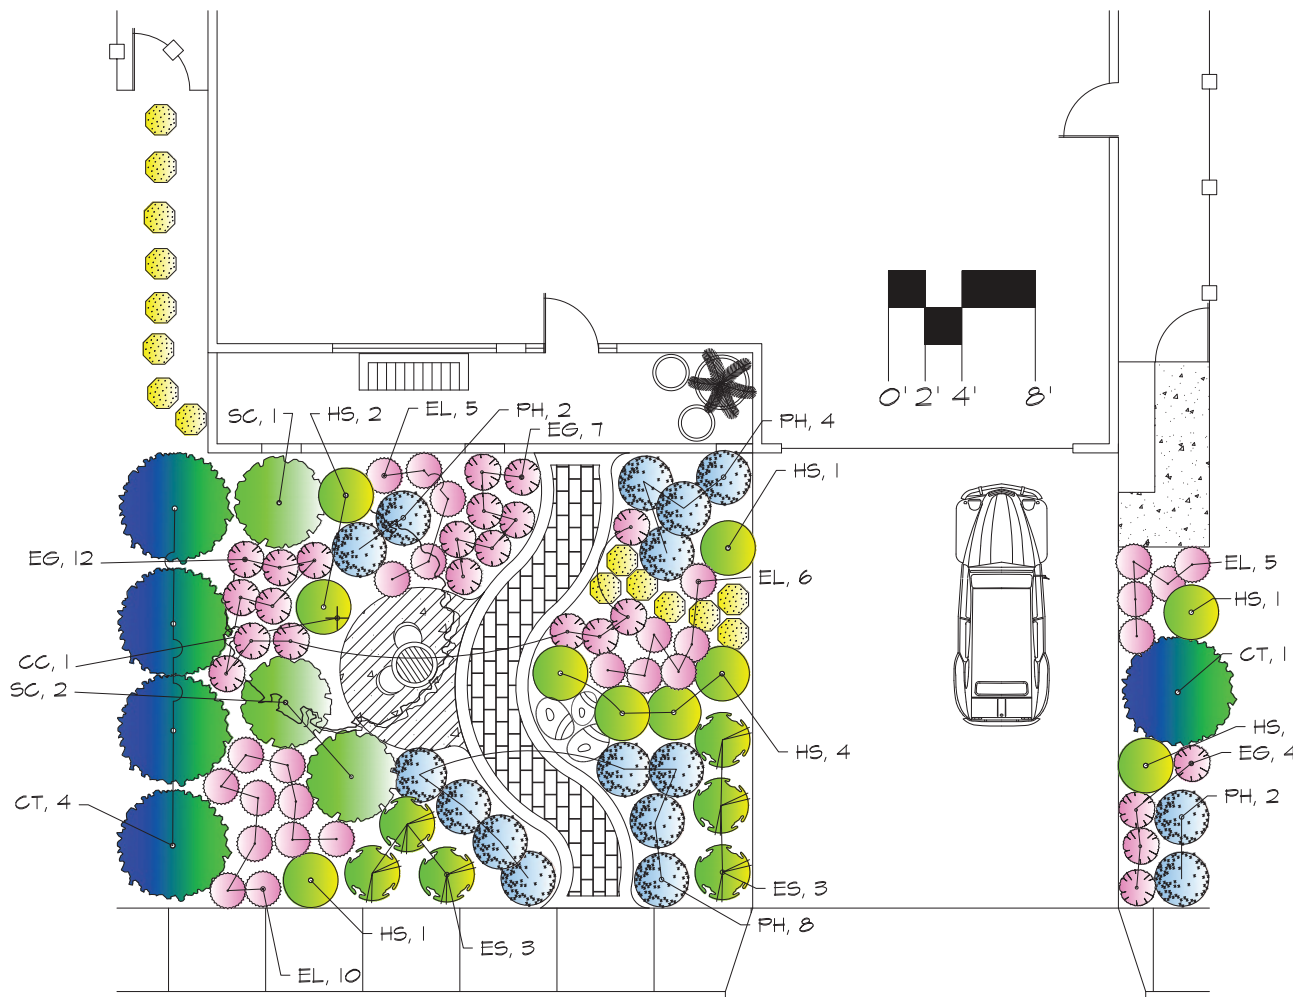 0' 2' 4' 8'
SC, 1
HS, 2
EL, 5
PH, 2
EG, 7
PH, 4
HS, 1
EG, 12
EL, 6
EL, 5
HS, 1
CC, 1
SC, 2
CT, 1
HS,
HS, 4
EG, 4
CT, 4
PH, 2
ES, 3
PH, 8
HS, 1
ES, 3
EL, 10